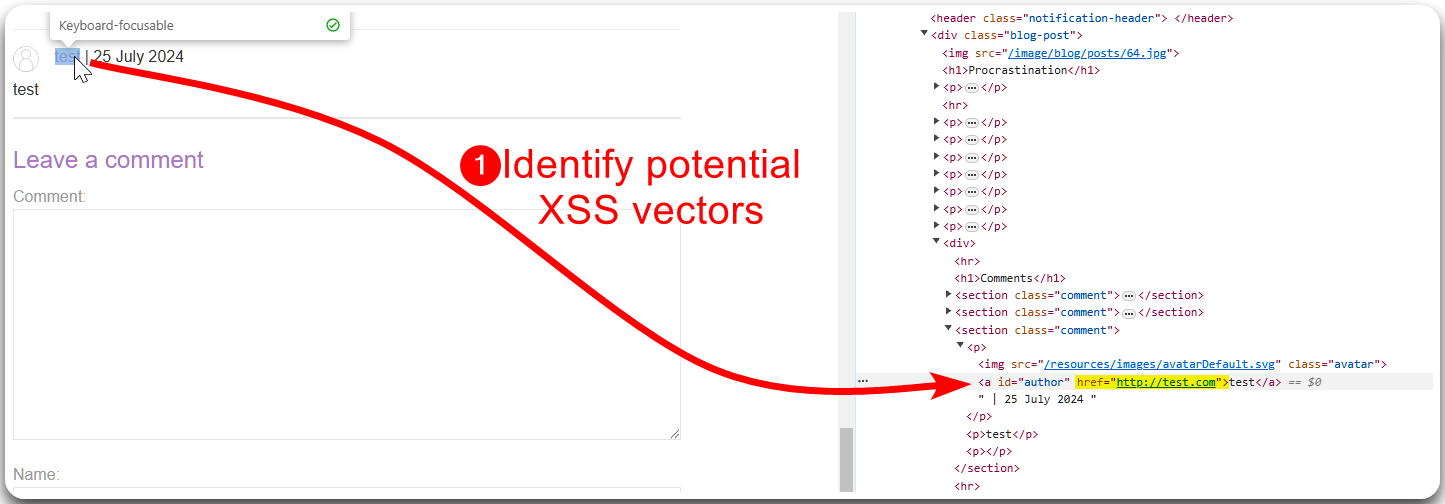 Keyboard-focusable
test | 25 July 2024
test
Leave a comment
Comment:
Name:
1 Identify potential
XSS vectors
<header class="notification-header"> </header>
<div class="blog-post">
<img src="/image/blog/posts/64.jpg">
<h1>Procrastination</h1>
<p>…</p>
<hr>
<p>…</p>
<p>…</p>
<p>…</p>
<p>…</p>
<p>…</p>
<p>…</p>
<p>…</p>
<div>
<hr>
<h1>Comments</h1>
<section class="comment">…</section>
<section class="comment">…</section>
<section class="comment">
<p>
<img src="/resources/images/avatarDefault.svg" class="avatar">
… <a id="author" href="http://test.com">test</a> == $0
" | 25 July 2024 "
</p>
<p>test</p>
<p></p>
</section>
<hr>